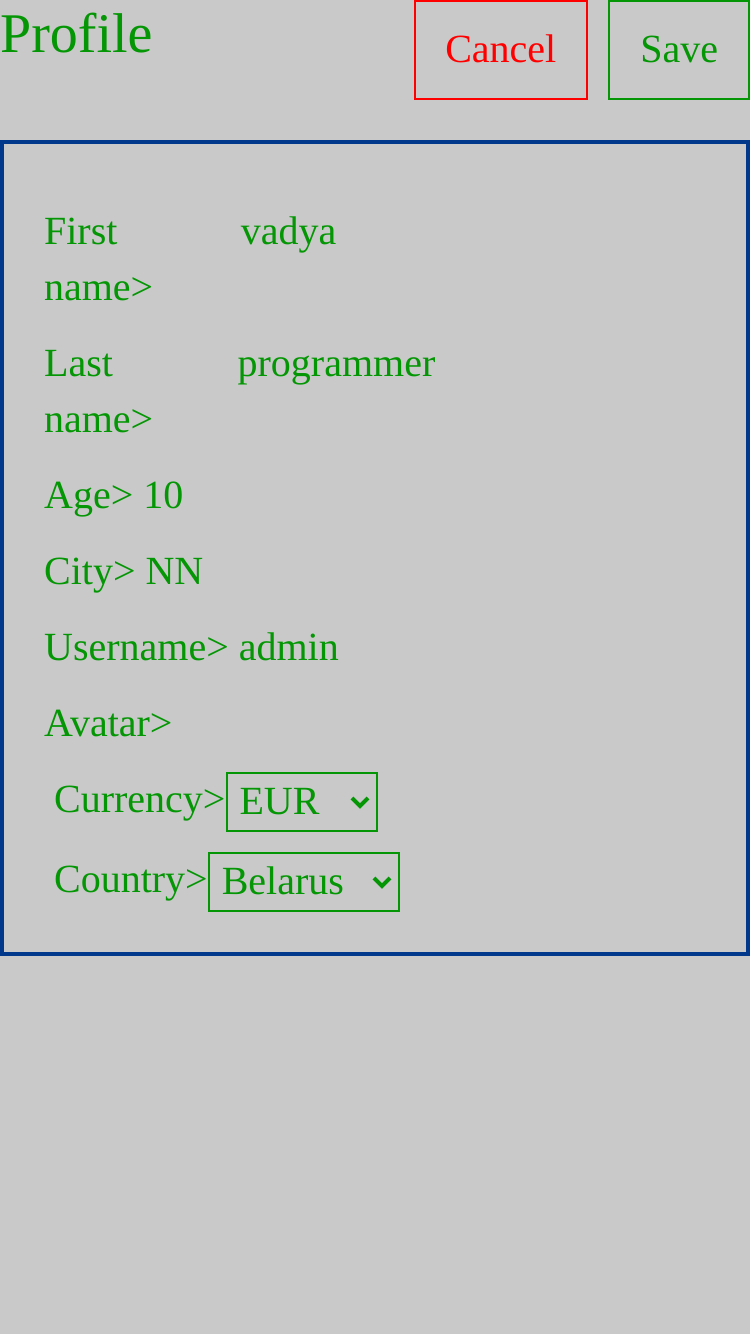 Profile
Cancel Save
First vadya
name>
Last programmer
name>
Age> 10
City> NN
Username> admin
Avatar>
Currency> EUR
Country> Belarus